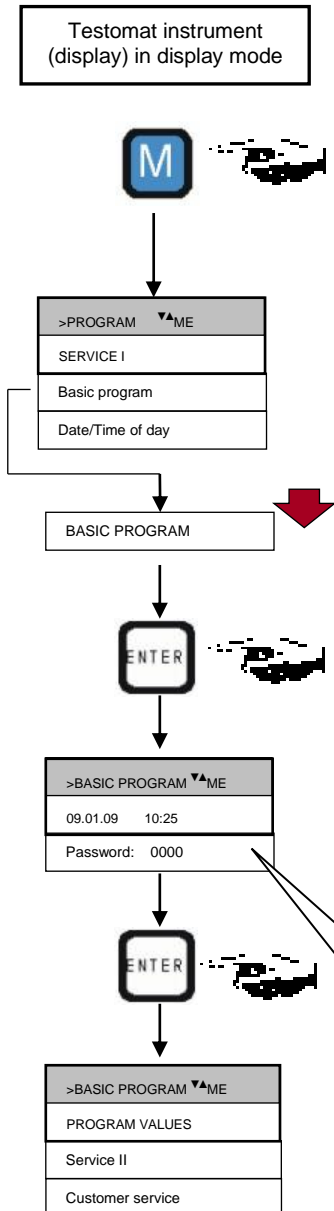 Testomat instrument
(display) in display mode
M
>PROGRAM ▼▲ME
SERVICE I
Basic program
Date/Time of day
BASIC PROGRAM
ENTER
>BASIC PROGRAM ▼▲ME
09.01.09 10:25
Password: 0000
ENTER
>BASIC PROGRAM ▼▲ME
PROGRAM VALUES
Service II
Customer service